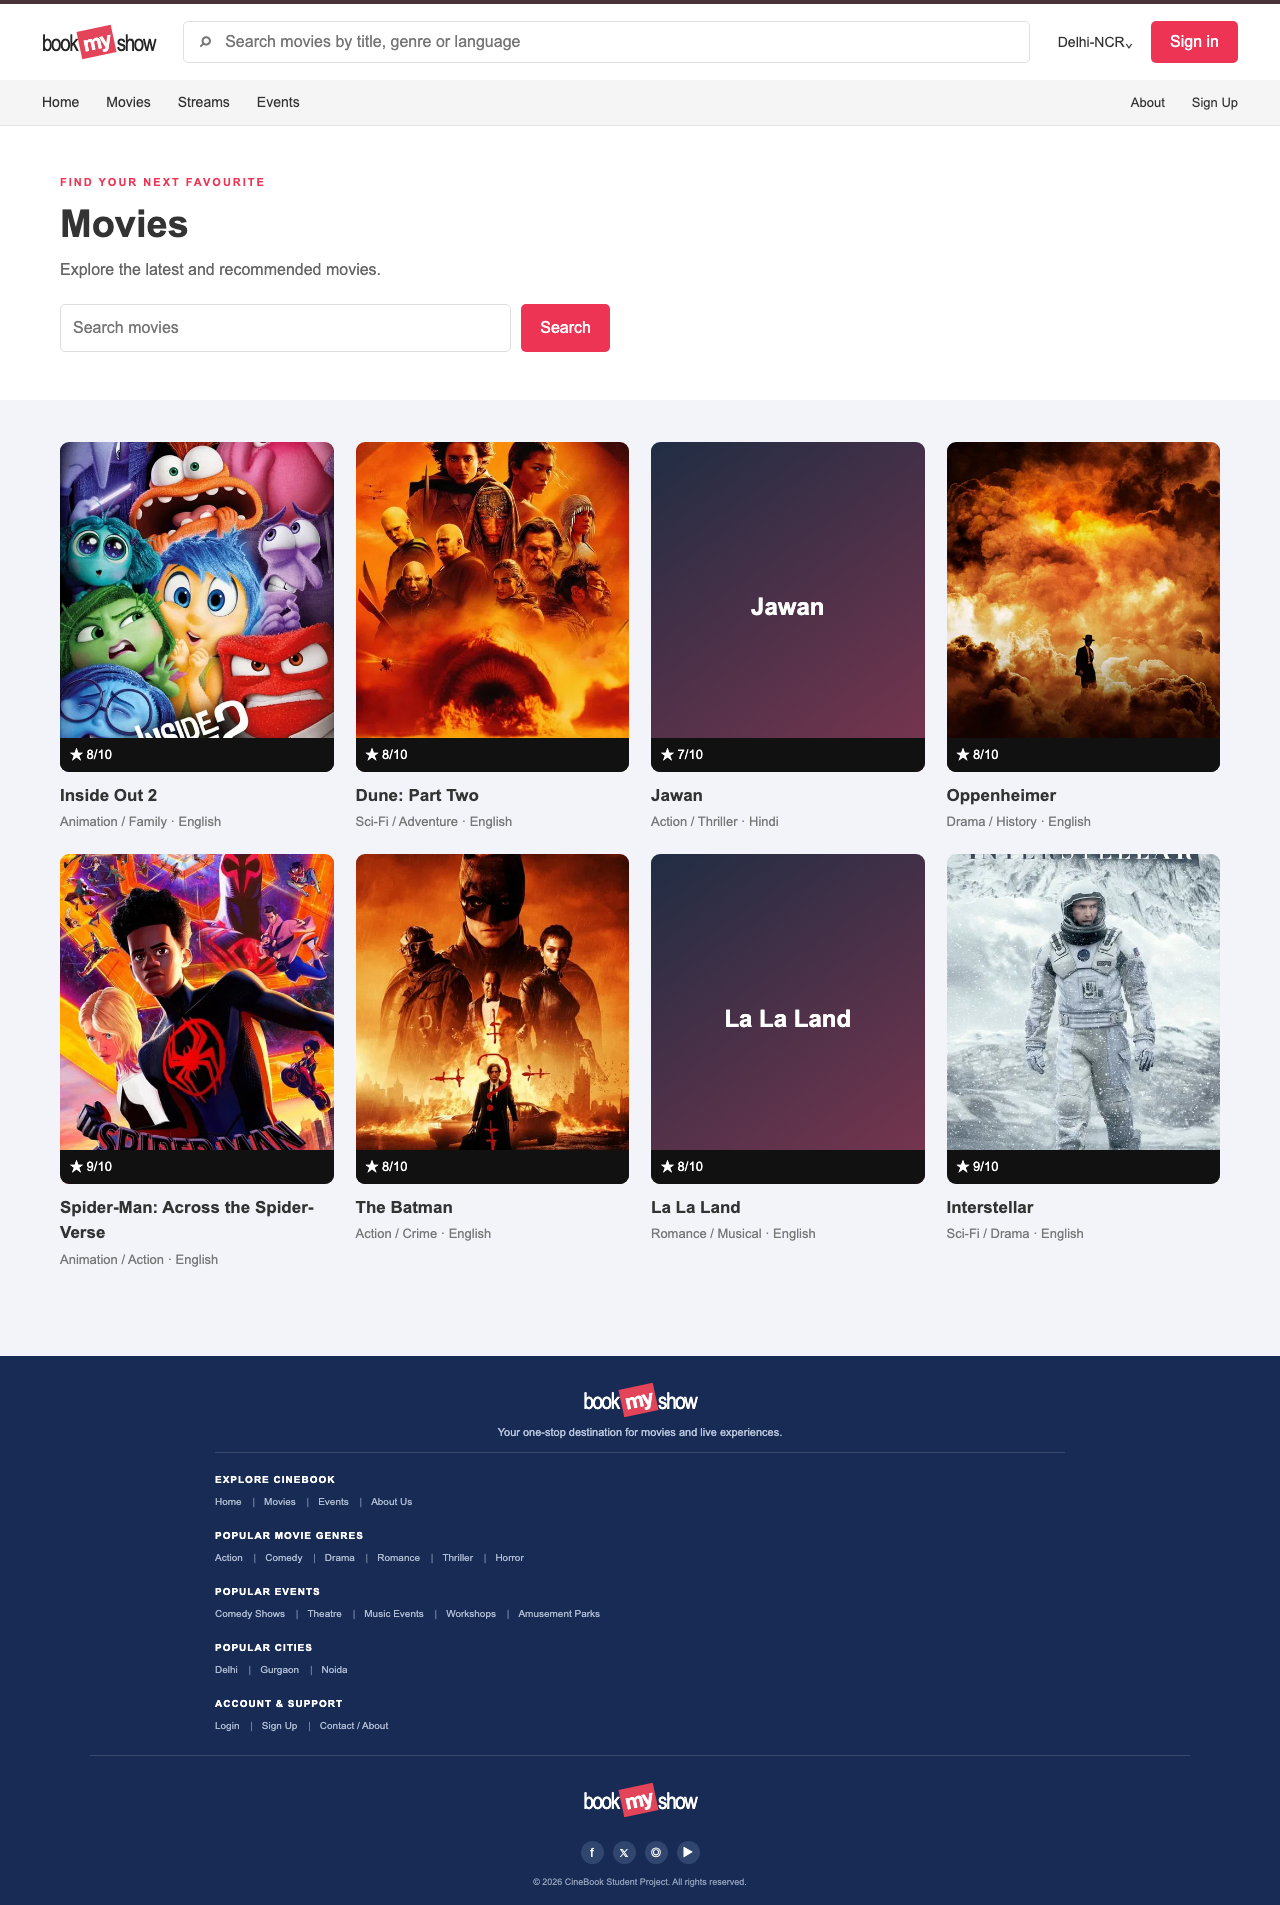 bookmyshow
Search movies by title, genre or language
Delhi-NCR
Sign in
Home
Movies
Streams
Events
About
Sign Up
FIND YOUR NEXT FAVOURITE
Movies
Explore the latest and recommended movies.
Search movies
Search
INSIDE 2
Jawan
★ 8/10
★ 8/10
★ 7/10
★ 8/10
Inside Out 2
Dune: Part Two
Jawan
Oppenheimer
Animation / Family · English
Sci-Fi / Adventure · English
Action / Thriller · Hindi
Drama / History · English
INTERSTELLAR
La La Land
SPIDER-MAN
★ 9/10
★ 8/10
★ 8/10
★ 9/10
Spider-Man: Across the Spider-
Verse
The Batman
La La Land
Interstellar
Animation / Action · English
Action / Crime · English
Romance / Musical · English
Sci-Fi / Drama · English
bookmyshow
Your one-stop destination for movies and live experiences.
EXPLORE CINEBOOK
Home | Movies | Events | About Us
POPULAR MOVIE GENRES
Action | Comedy | Drama | Romance | Thriller | Horror
POPULAR EVENTS
Comedy Shows | Theatre | Music Events | Workshops | Amusement Parks
POPULAR CITIES
Delhi | Gurgaon | Noida
ACCOUNT & SUPPORT
Login | Sign Up | Contact / About
bookmyshow
f 𝕏 ◎ ▶
© 2026 CineBook Student Project. All rights reserved.